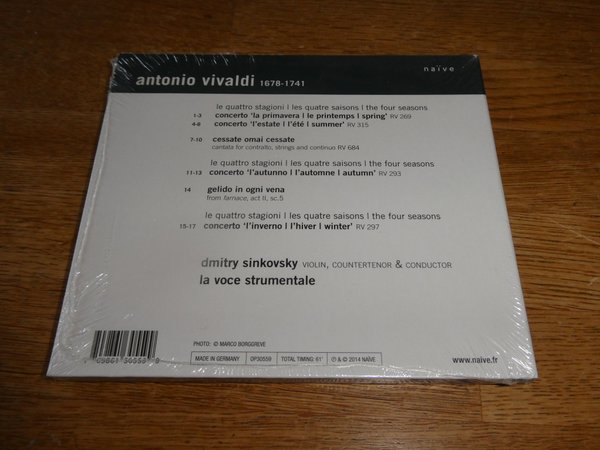 naïve
antonio vivaldi 1678-1741
le quattro stagioni | les quatre saisons | the four seasons
1-3 concerto ‘la primavera | le printemps | spring’ RV 269
4-8 concerto ‘l’estate | l’été | summer’ RV 315
7-10 cessate omai cessate
cantata for contralto, strings and continuo RV 684
le quattro stagioni | les quatre saisons | the four seasons
11-13 concerto ‘l’autunno | l’automne | autumn’ RV 293
14 gelido in ogni vena
from farnace, act II, sc.5
le quattro stagioni | les quatre saisons | the four seasons
15-17 concerto ‘l’inverno | l’hiver | winter’ RV 297
dmitry sinkovsky VIOLIN, COUNTERTENOR & CONDUCTOR
la voce strumentale
PHOTO: © MARCO BORGGREVE
MADE IN GERMANY OP30559 TOTAL TIMING: 61' ℗ & © 2014 NAÏVE
www.naïve.fr